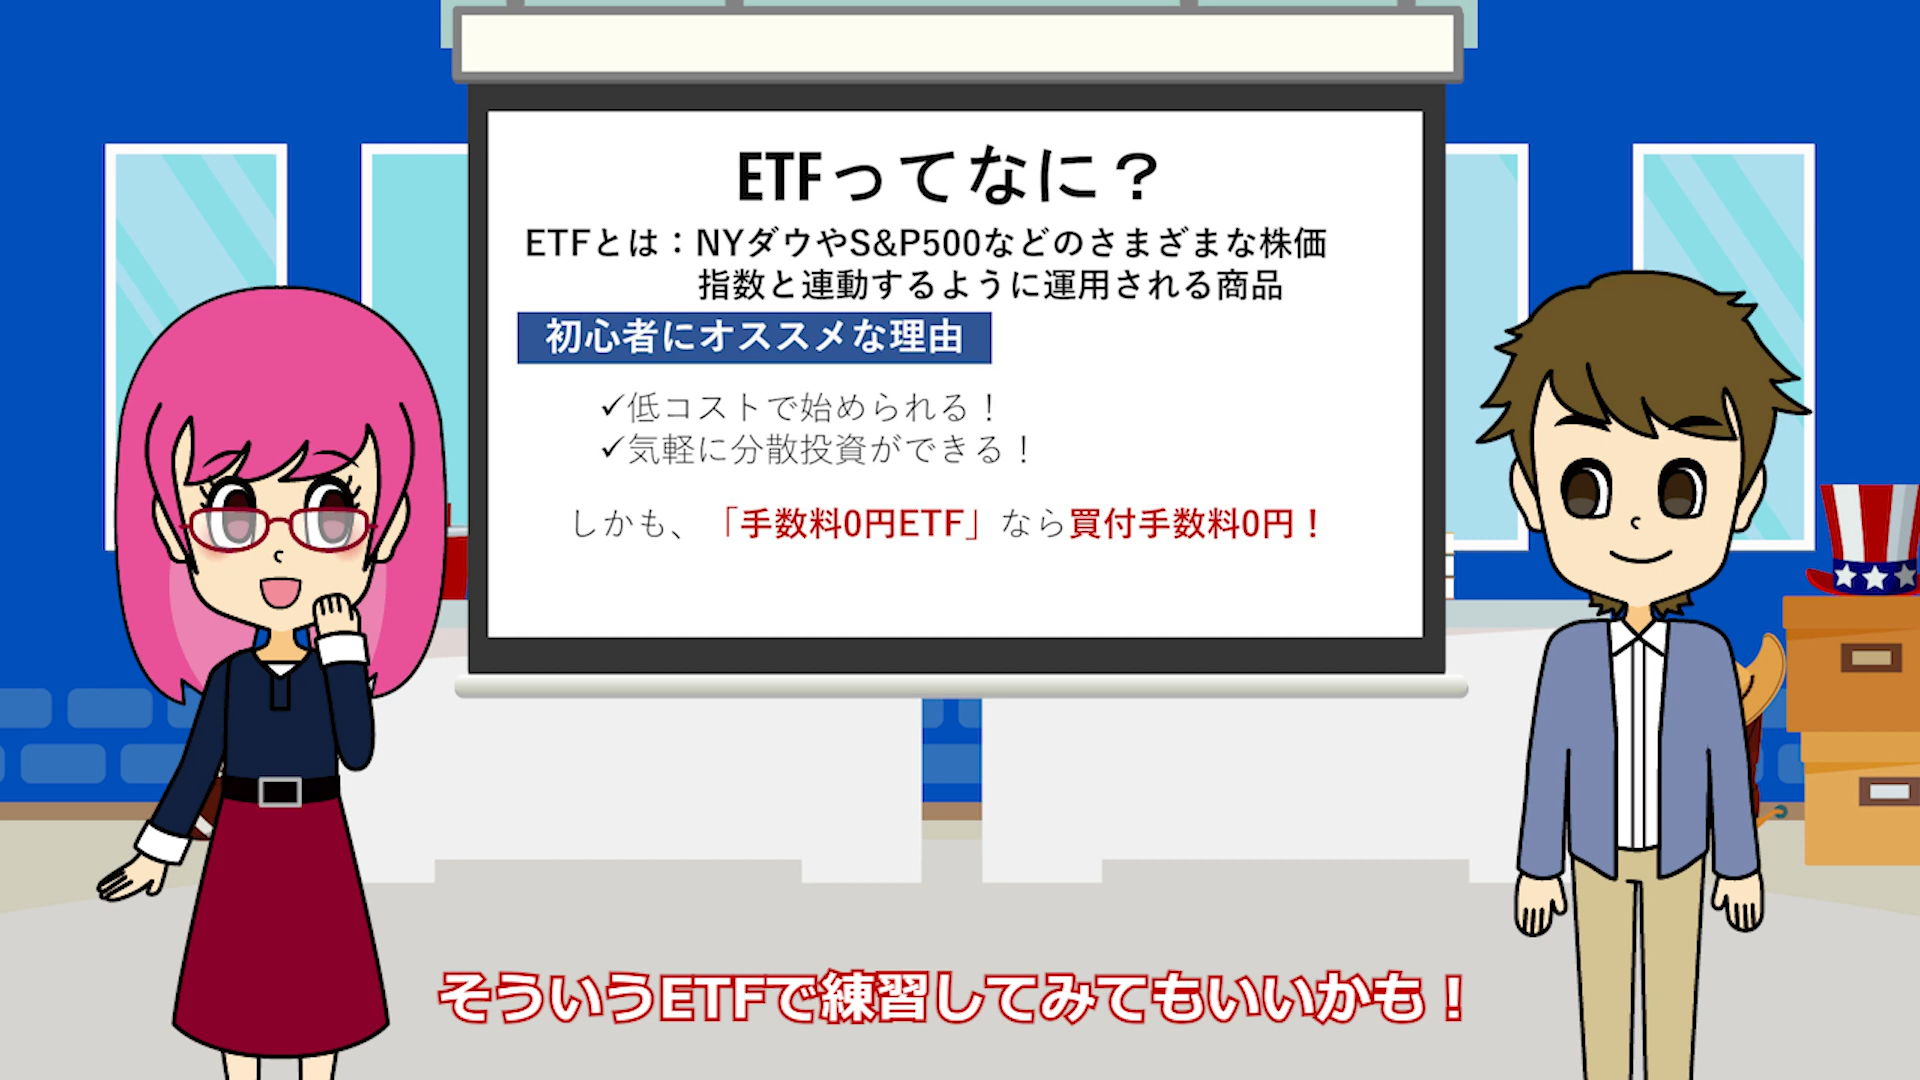 ETFってなに？
ETFとは：NYダウやS&P500などのさまざまな株価
指数と連動するように運用される商品
初心者にオススメな理由
✓低コストで始められる！
✓気軽に分散投資ができる！
しかも、「手数料0円ETF」なら買付手数料0円！
そういうETFで練習してみてもいいかも！